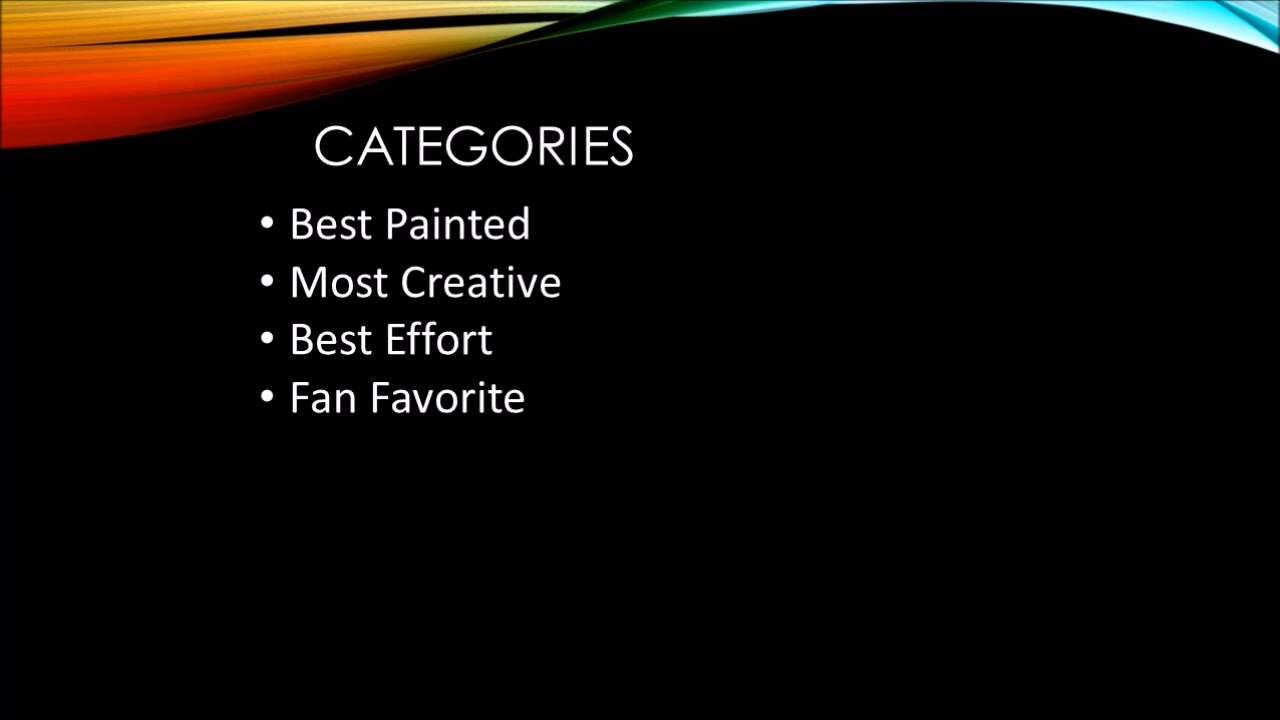 CATEGORIES
• Best Painted
• Most Creative
• Best Effort
• Fan Favorite